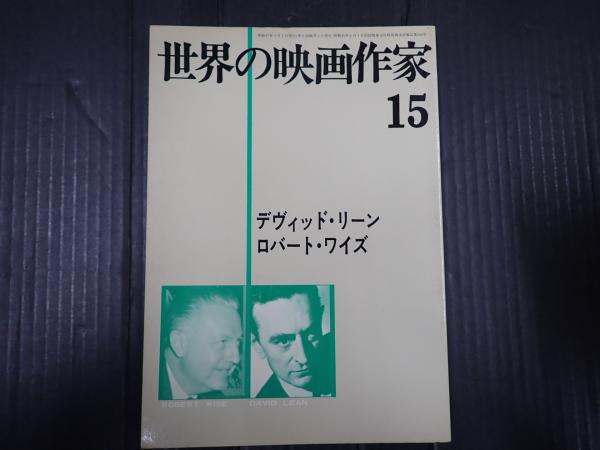 世界の映画作家
15
デヴィッド・リーン
ロバート・ワイズ
ROBERT WISE
DAVID LEAN